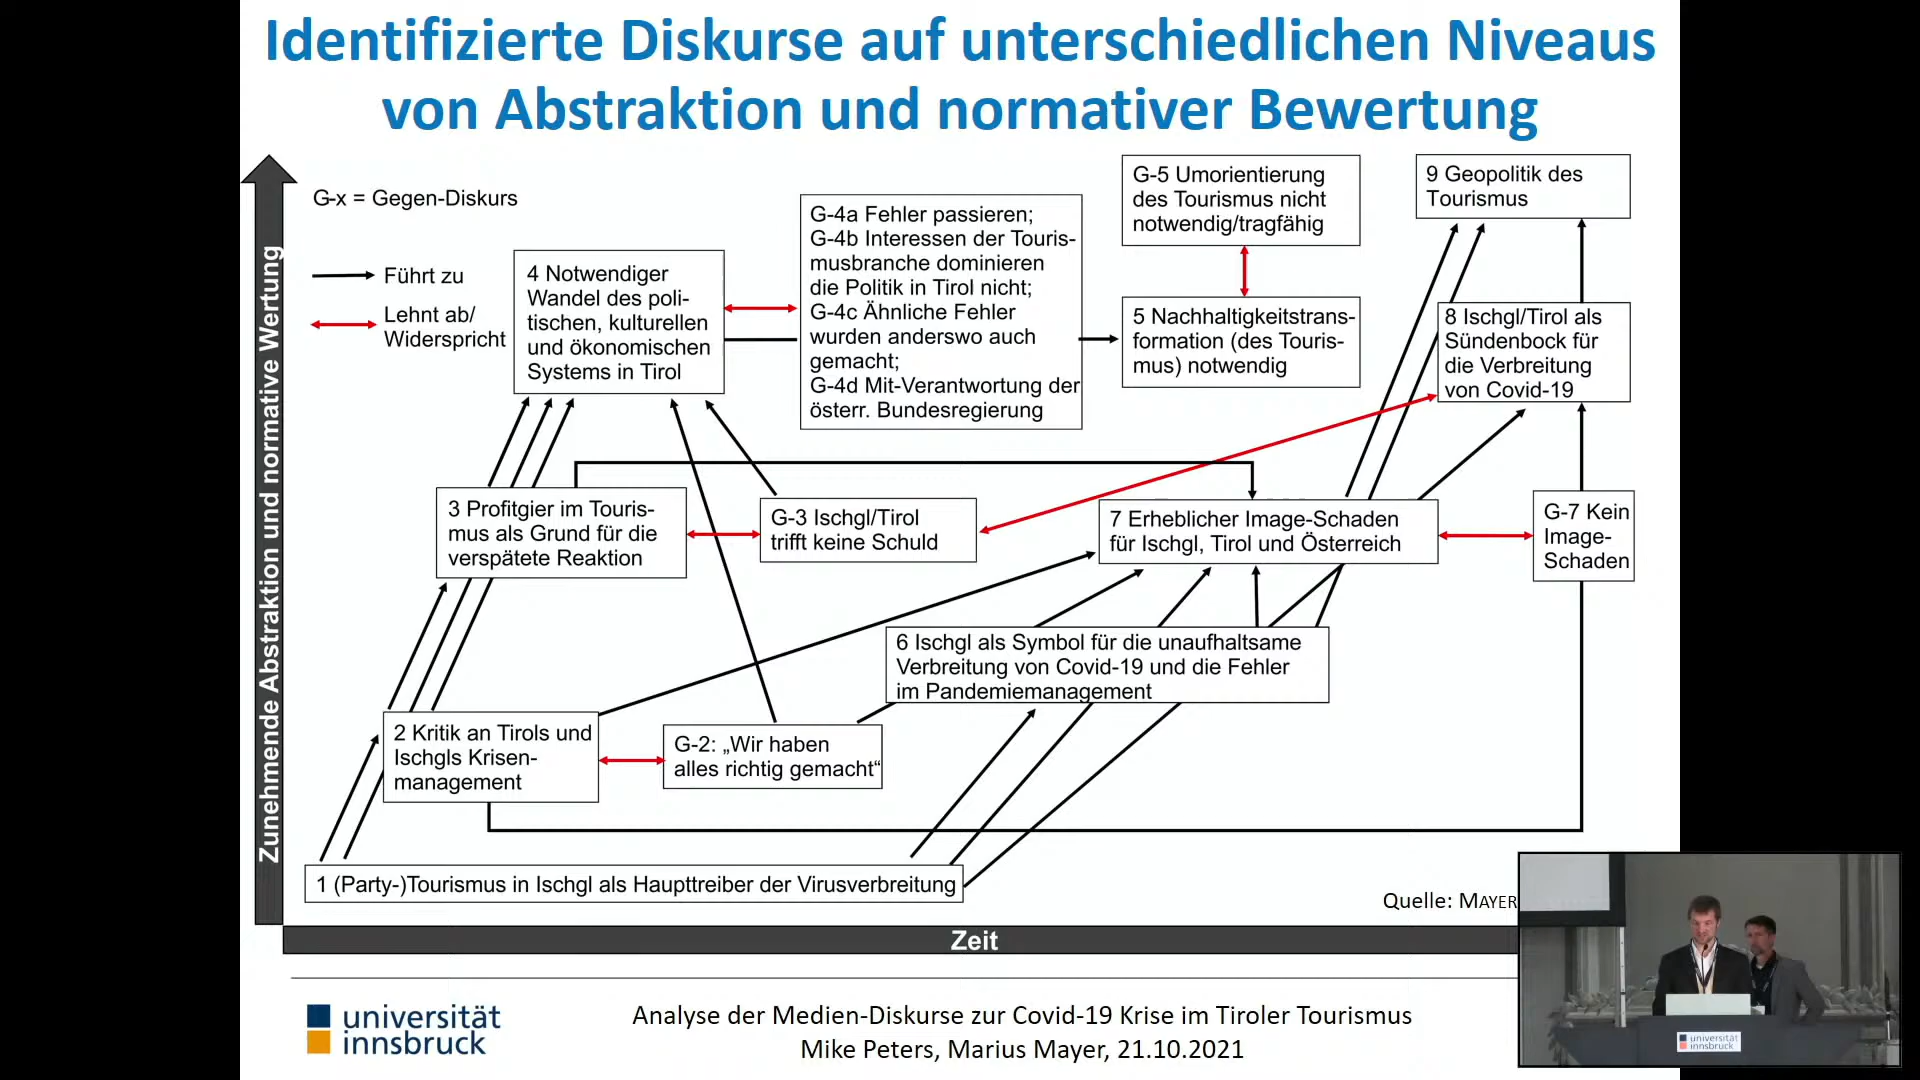 Identifizierte Diskurse auf unterschiedlichen Niveaus
von Abstraktion und normativer Bewertung
Zunehmende Abstraktion und normative Wertung
G-x = Gegen-Diskurs
Führt zu
Lehnt ab/
Widerspricht
4 Notwendiger
Wandel des poli-
tischen, kulturellen
und ökonomischen
Systems in Tirol
G-4a Fehler passieren;
G-4b Interessen der Touris-
musbranche dominieren
die Politik in Tirol nicht;
G-4c Ähnliche Fehler
wurden anderswo auch
gemacht;
G-4d Mit-Verantwortung der
österr. Bundesregierung
G-5 Umorientierung
des Tourismus nicht
notwendig/tragfähig
5 Nachhaltigkeitstrans-
formation (des Touris-
mus) notwendig
9 Geopolitik des
Tourismus
8 Ischgl/Tirol als
Sündenbock für
die Verbreitung
von Covid-19
3 Profitgier im Touris-
mus als Grund für die
verspätete Reaktion
G-3 Ischgl/Tirol
trifft keine Schuld
7 Erheblicher Image-Schaden
für Ischgl, Tirol und Österreich
G-7 Kein
Image-
Schaden
6 Ischgl als Symbol für die unaufhaltsame
Verbreitung von Covid-19 und die Fehler
im Pandemiemanagement
2 Kritik an Tirols und
Ischgls Krisen-
management
G-2: „Wir haben
alles richtig gemacht“
1 (Party-)Tourismus in Ischgl als Haupttreiber der Virusverbreitung
Quelle: MAYER
Zeit
universität
innsbruck
Analyse der Medien-Diskurse zur Covid-19 Krise im Tiroler Tourismus
Mike Peters, Marius Mayer, 21.10.2021
universität
innsbruck